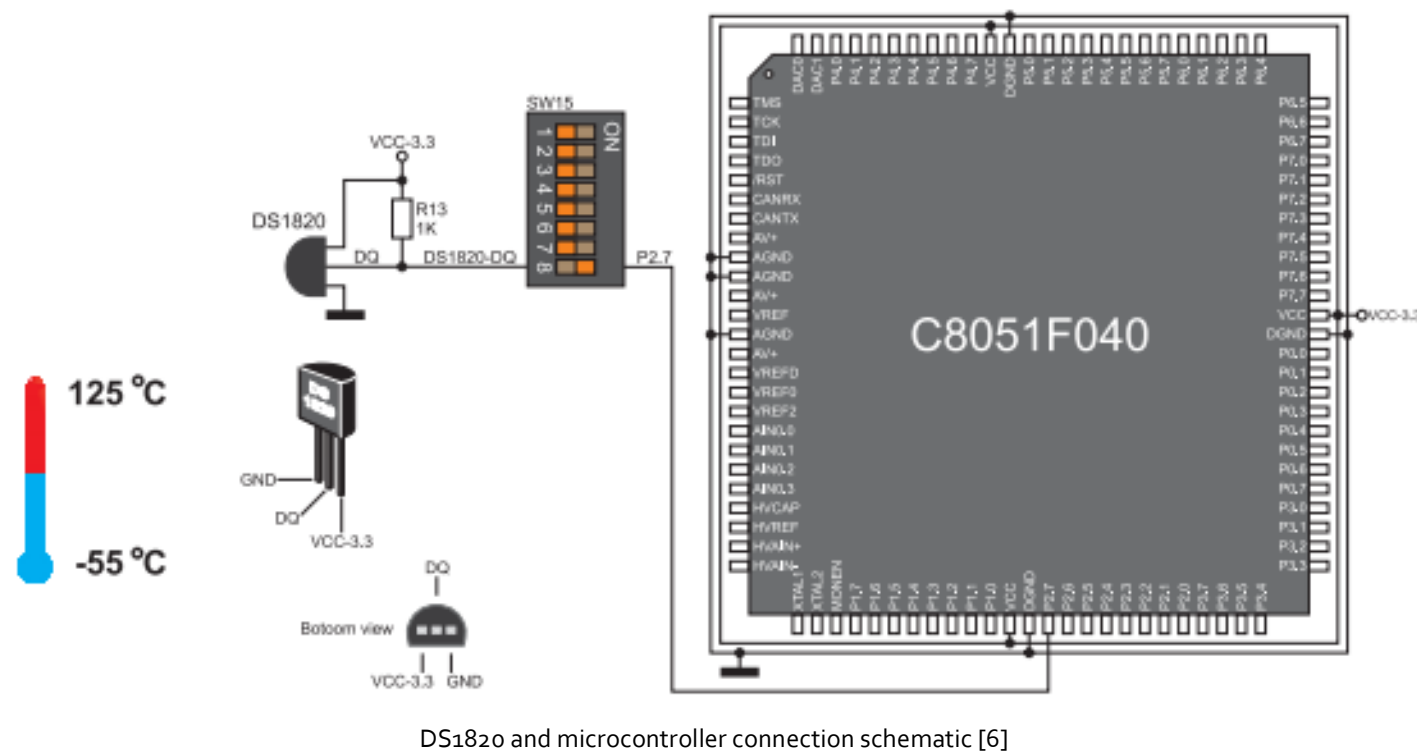 SW15
1
2
3
4
5
6
7
8
ON
VCC-3.3
R13
1K
DS1820
DQ
DS1820-DQ
P2.7
125 °C
-55 °C
GND
DQ
VCC-3.3
DQ
Botoom view
VCC-3.3 GND
DAC0
DAC1
P4.0
P4.1
P4.2
P4.3
P4.4
P4.5
P4.6
P4.7
VCC
DGND
P5.0
P5.1
P5.2
P5.3
P5.4
P5.5
P5.6
P5.7
P6.0
P6.1
P6.2
P6.3
P6.4
TMS
TCK
TDI
TDO
/RST
CANRX
CANTX
AV+
AGND
AGND
AV+
VREF
AGND
AV+
VREFD
VREF0
VREF2
AIN0.0
AIN0.1
AIN0.2
AIN0.3
HVCAP
HVREF
HVAIN+
HVAIN-
C8051F040
P6.5
P6.6
P6.7
P7.0
P7.1
P7.2
P7.3
P7.4
P7.5
P7.6
P7.7
VCC
DGND
P0.0
P0.1
P0.2
P0.3
P0.4
P0.5
P0.6
P0.7
P3.0
P3.1
P3.2
P3.3
VCC-3.3
XTAL1
XTAL2
MONEN
P1.7
P1.6
P1.5
P1.4
P1.3
P1.2
P1.1
P1.0
VCC
DGND
P2.7
P2.6
P2.5
P2.4
P2.3
P2.2
P2.1
P2.0
P3.7
P3.6
P3.5
P3.4
DS1820 and microcontroller connection schematic [6]